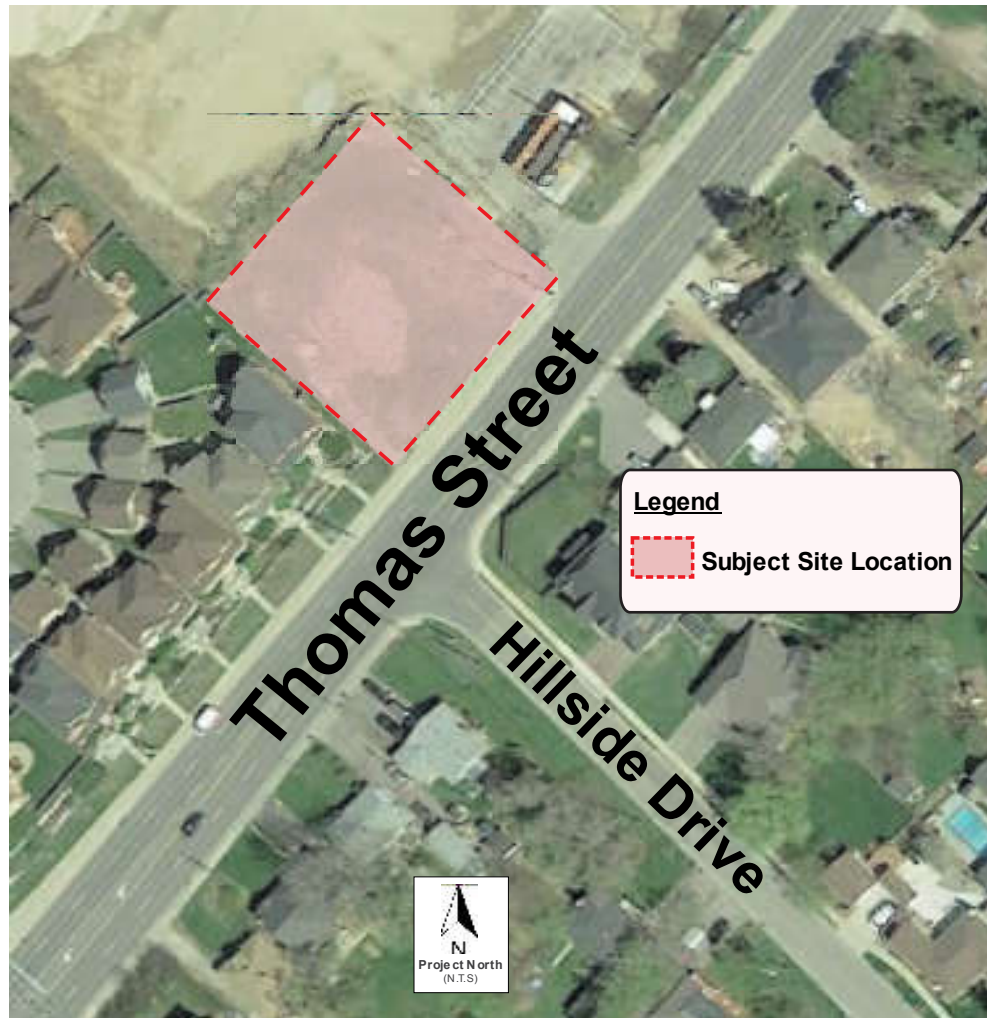 Thomas Street
Legend
Subject Site Location
Hillside Drive
N
Project North
(N.T.S)